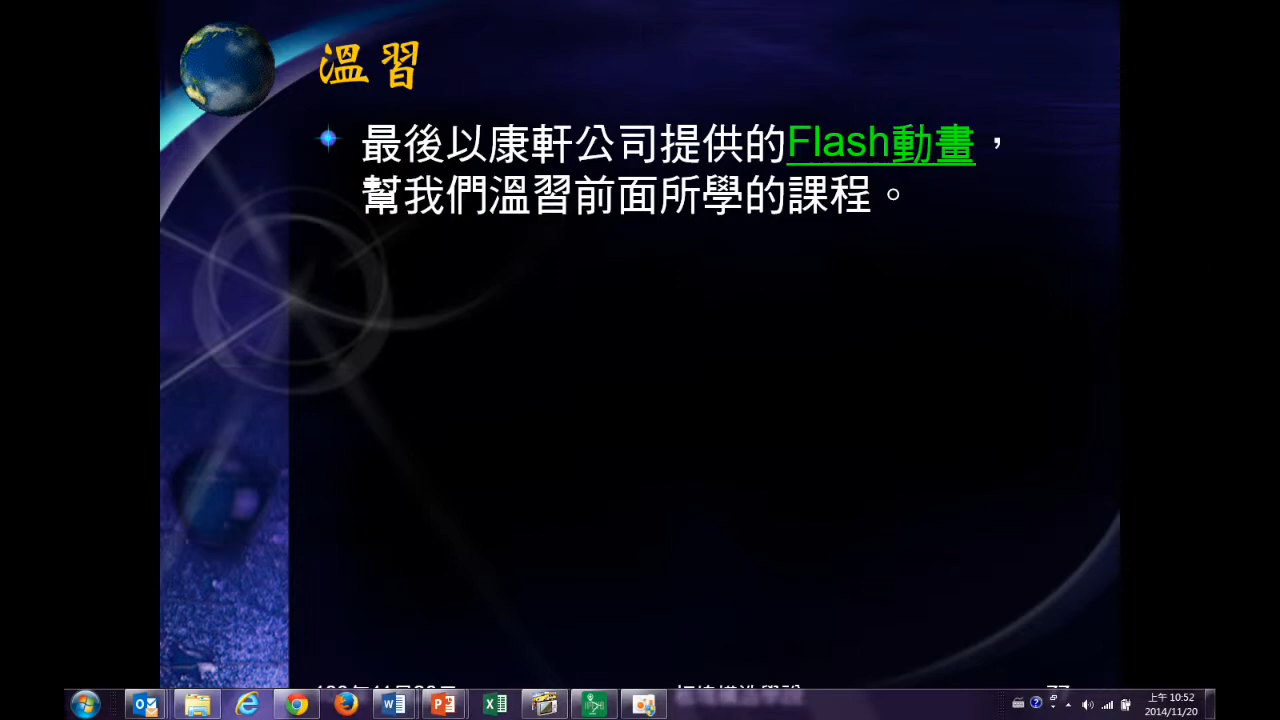 溫習
最後以康軒公司提供的Flash動畫，
幫我們溫習前面所學的課程。
上午 10:52
2014/11/20